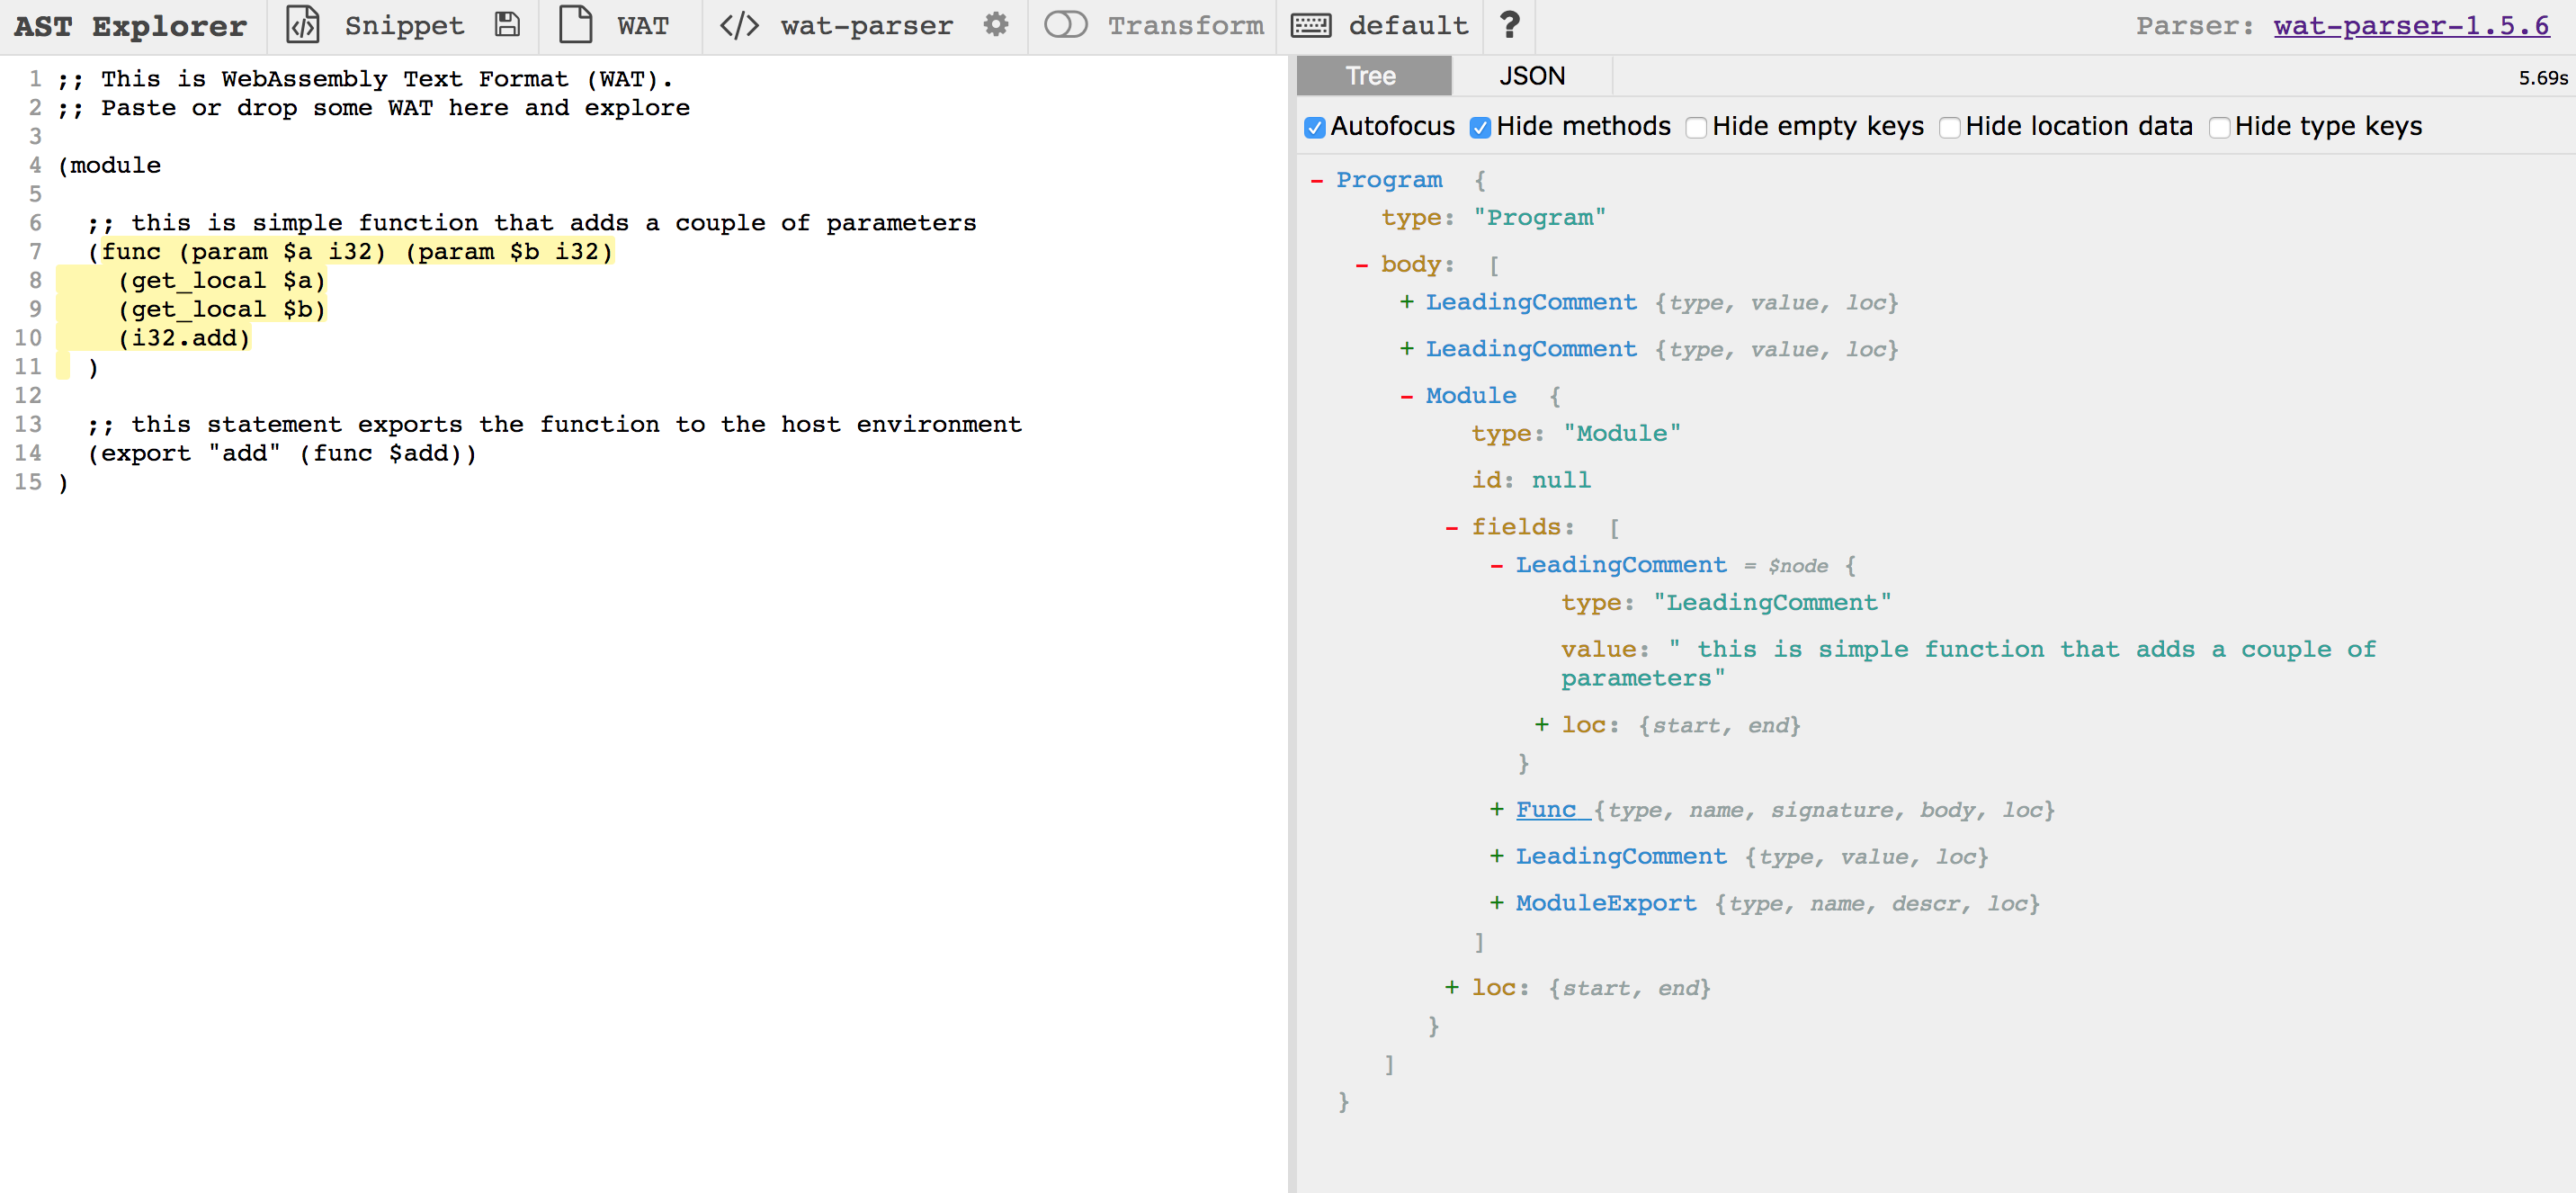 AST Explorer Snippet WAT </> wat-parser Transform default ? Parser: wat-parser-1.5.6
1 ;; This is WebAssembly Text Format (WAT).
2 ;; Paste or drop some WAT here and explore
3
4 (module
5
6   ;; this is simple function that adds a couple of parameters
7   (func (param $a i32) (param $b i32)
8     (get_local $a)
9     (get_local $b)
10     (i32.add)
11   )
12
13   ;; this statement exports the function to the host environment
14   (export "add" (func $add))
15 )
Tree JSON 5.69s
Autofocus Hide methods Hide empty keys Hide location data Hide type keys
- Program {
type: "Program"
- body: [
+ LeadingComment {type, value, loc}
+ LeadingComment {type, value, loc}
- Module {
type: "Module"
id: null
- fields: [
- LeadingComment = $node {
type: "LeadingComment"
value: " this is simple function that adds a couple of
parameters"
+ loc: {start, end}
}
+ Func {type, name, signature, body, loc}
+ LeadingComment {type, value, loc}
+ ModuleExport {type, name, descr, loc}
]
+ loc: {start, end}
}
]
}